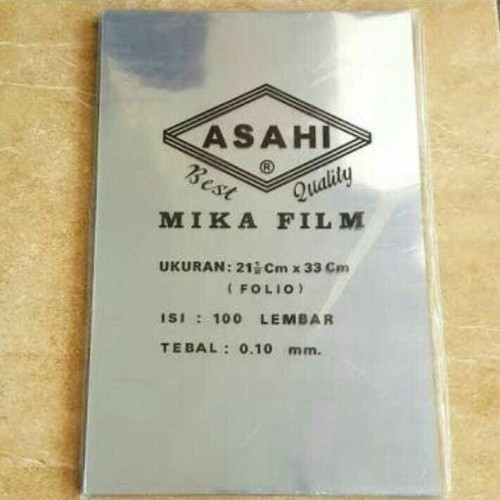 ASAHI
®
Best Quality
MIKA FILM
UKURAN: 21½ Cm x 33 Cm
(FOLIO)
ISI : 100 LEMBAR
TEBAL : 0.10 mm.